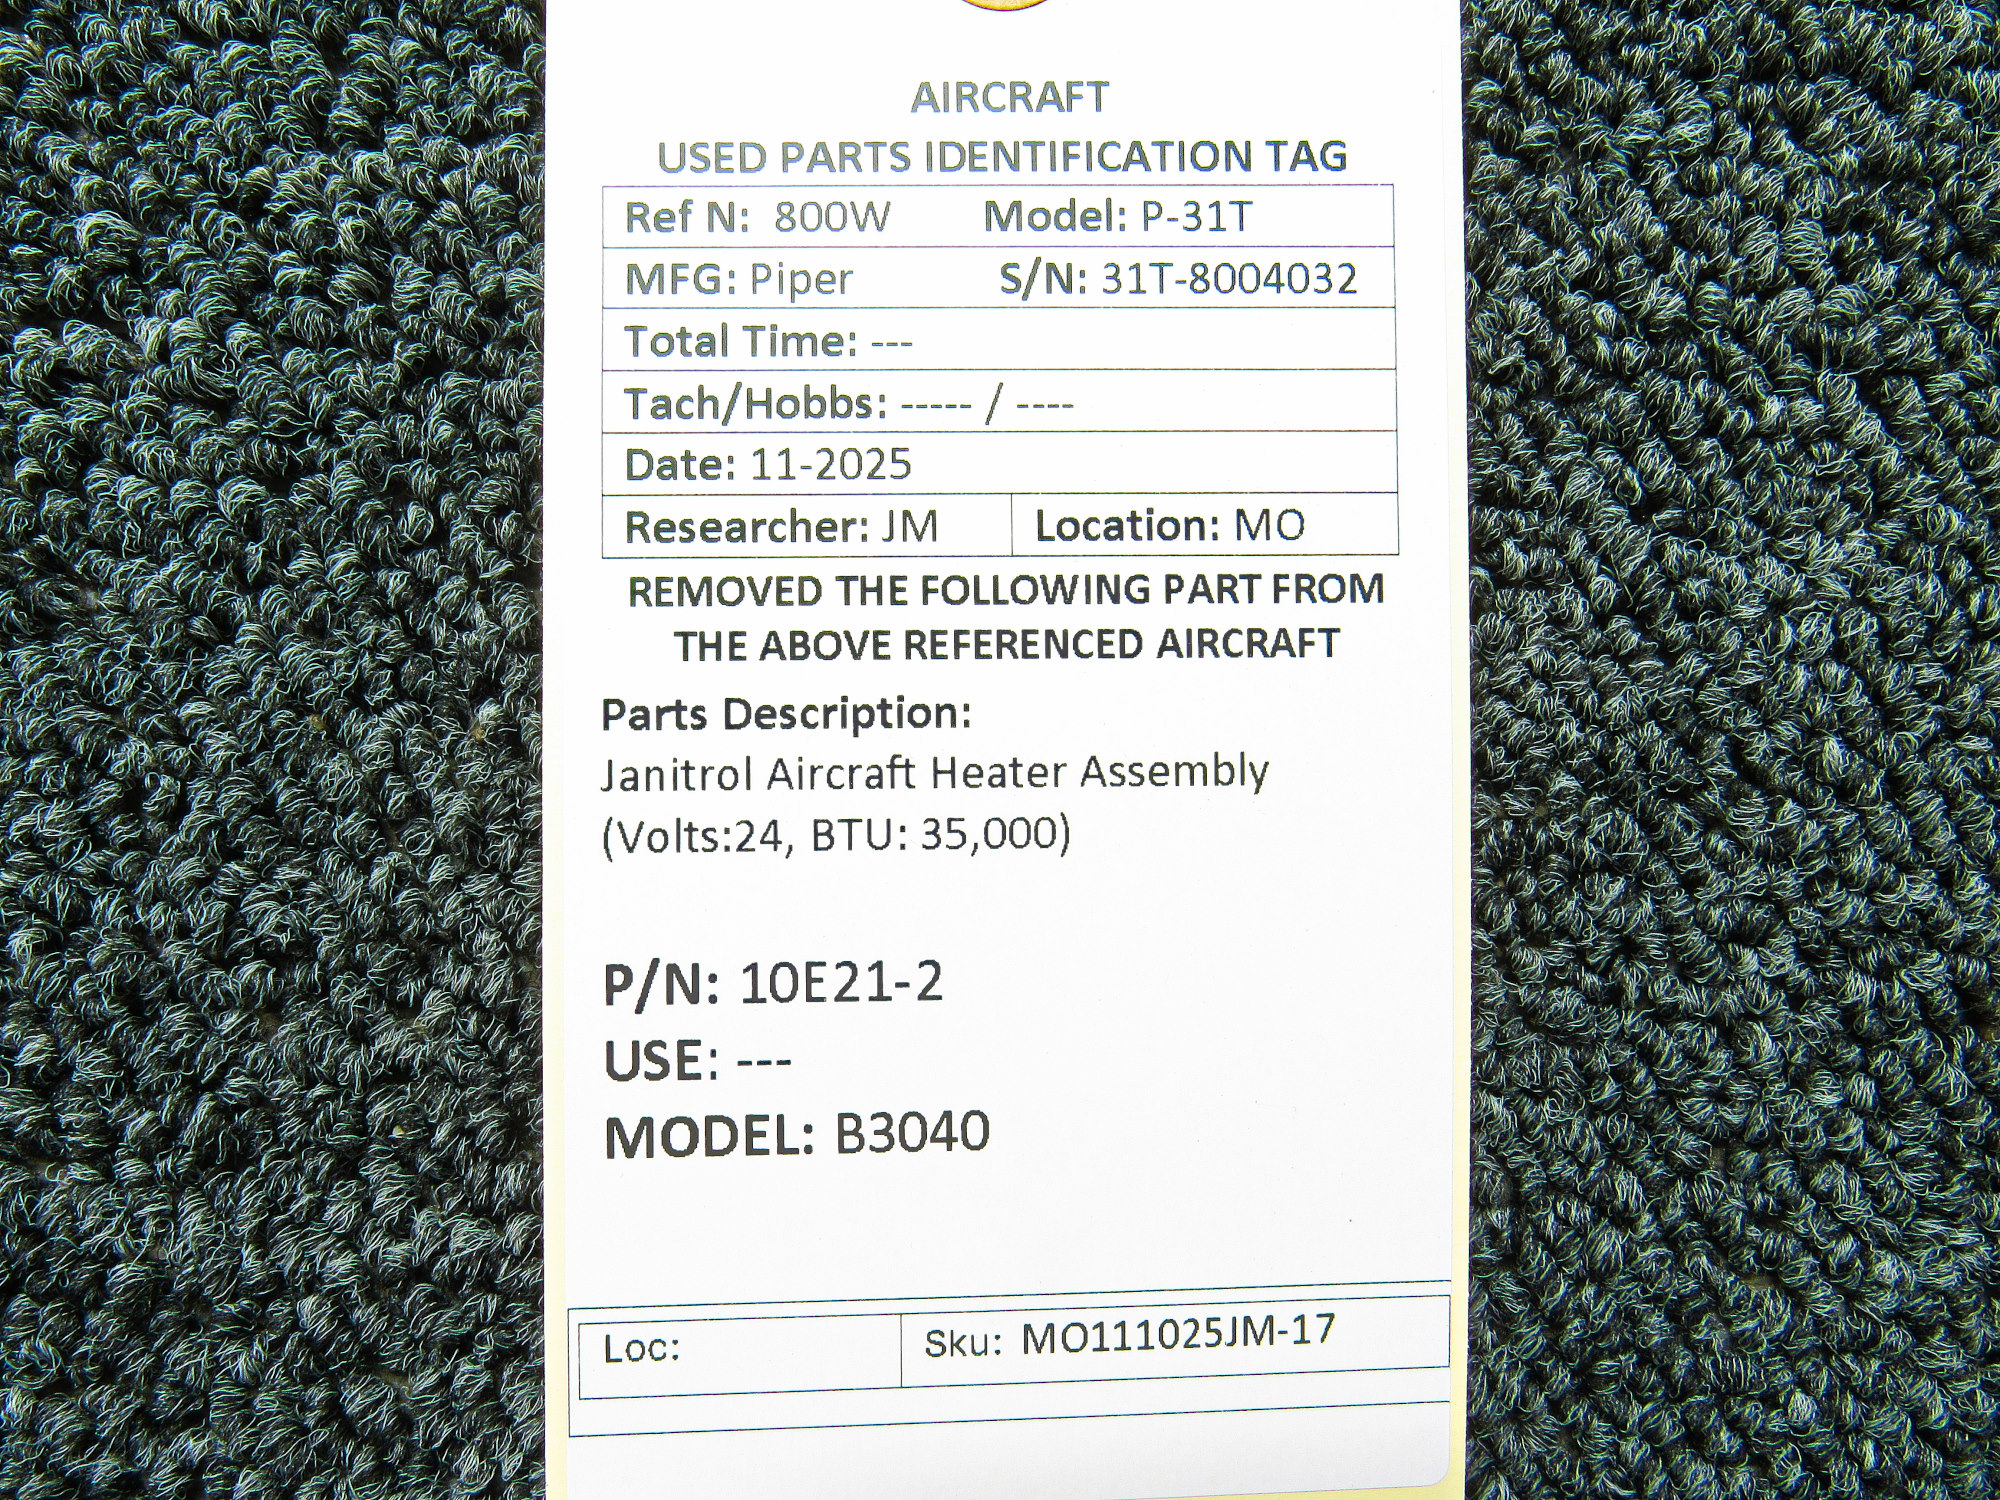 AIRCRAFT
USED PARTS IDENTIFICATION TAG
Ref N: 800W Model: P-31T
MFG: Piper S/N: 31T-8004032
Total Time: ---
Tach/Hobbs: ----- / ----
Date: 11-2025
Researcher: JM Location: MO
REMOVED THE FOLLOWING PART FROM
THE ABOVE REFERENCED AIRCRAFT
Parts Description:
Janitrol Aircraft Heater Assembly
(Volts:24, BTU: 35,000)
P/N: 10E21-2
USE: ---
MODEL: B3040
Loc: Sku: MO111025JM-17